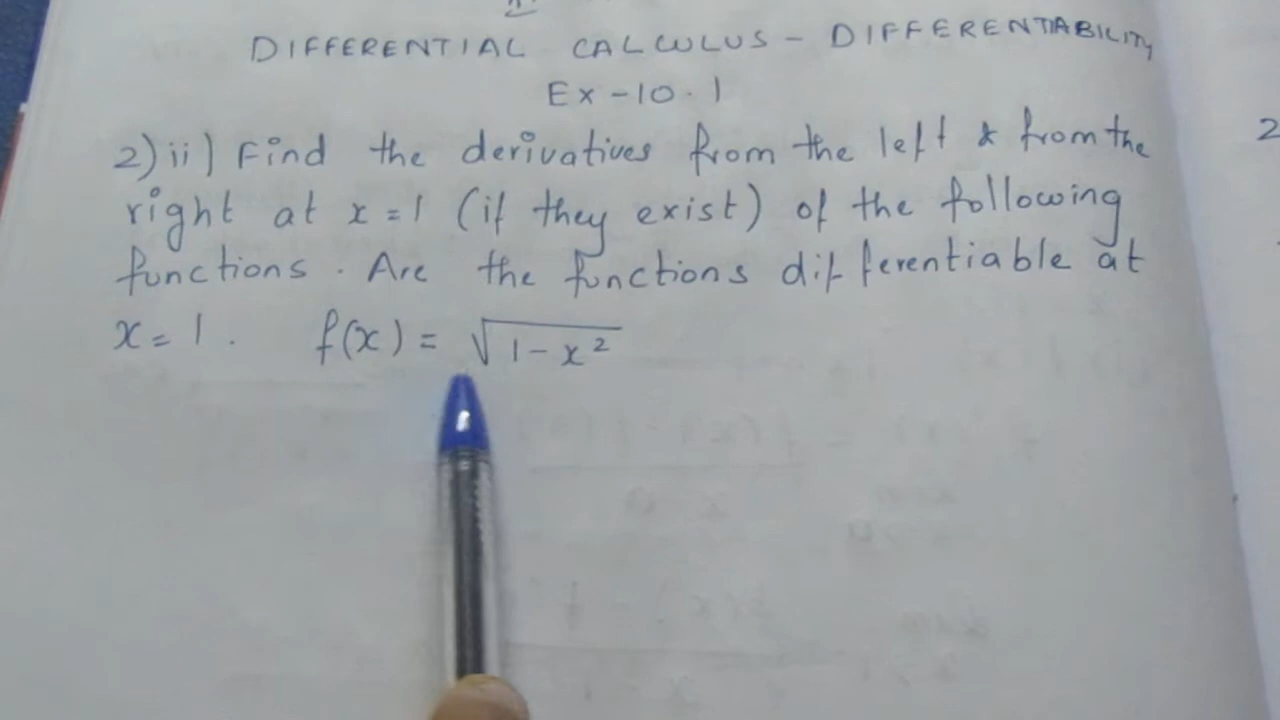 DIFFERENTIAL CALCULUS - DIFFERENTIABILITY
Ex - 10.1
2) ii) Find the derivatives from the left & from the
right at x = 1 (if they exist) of the following
functions. Are the functions differentiable at
x = 1. f(x) = √(1 - x²)
2